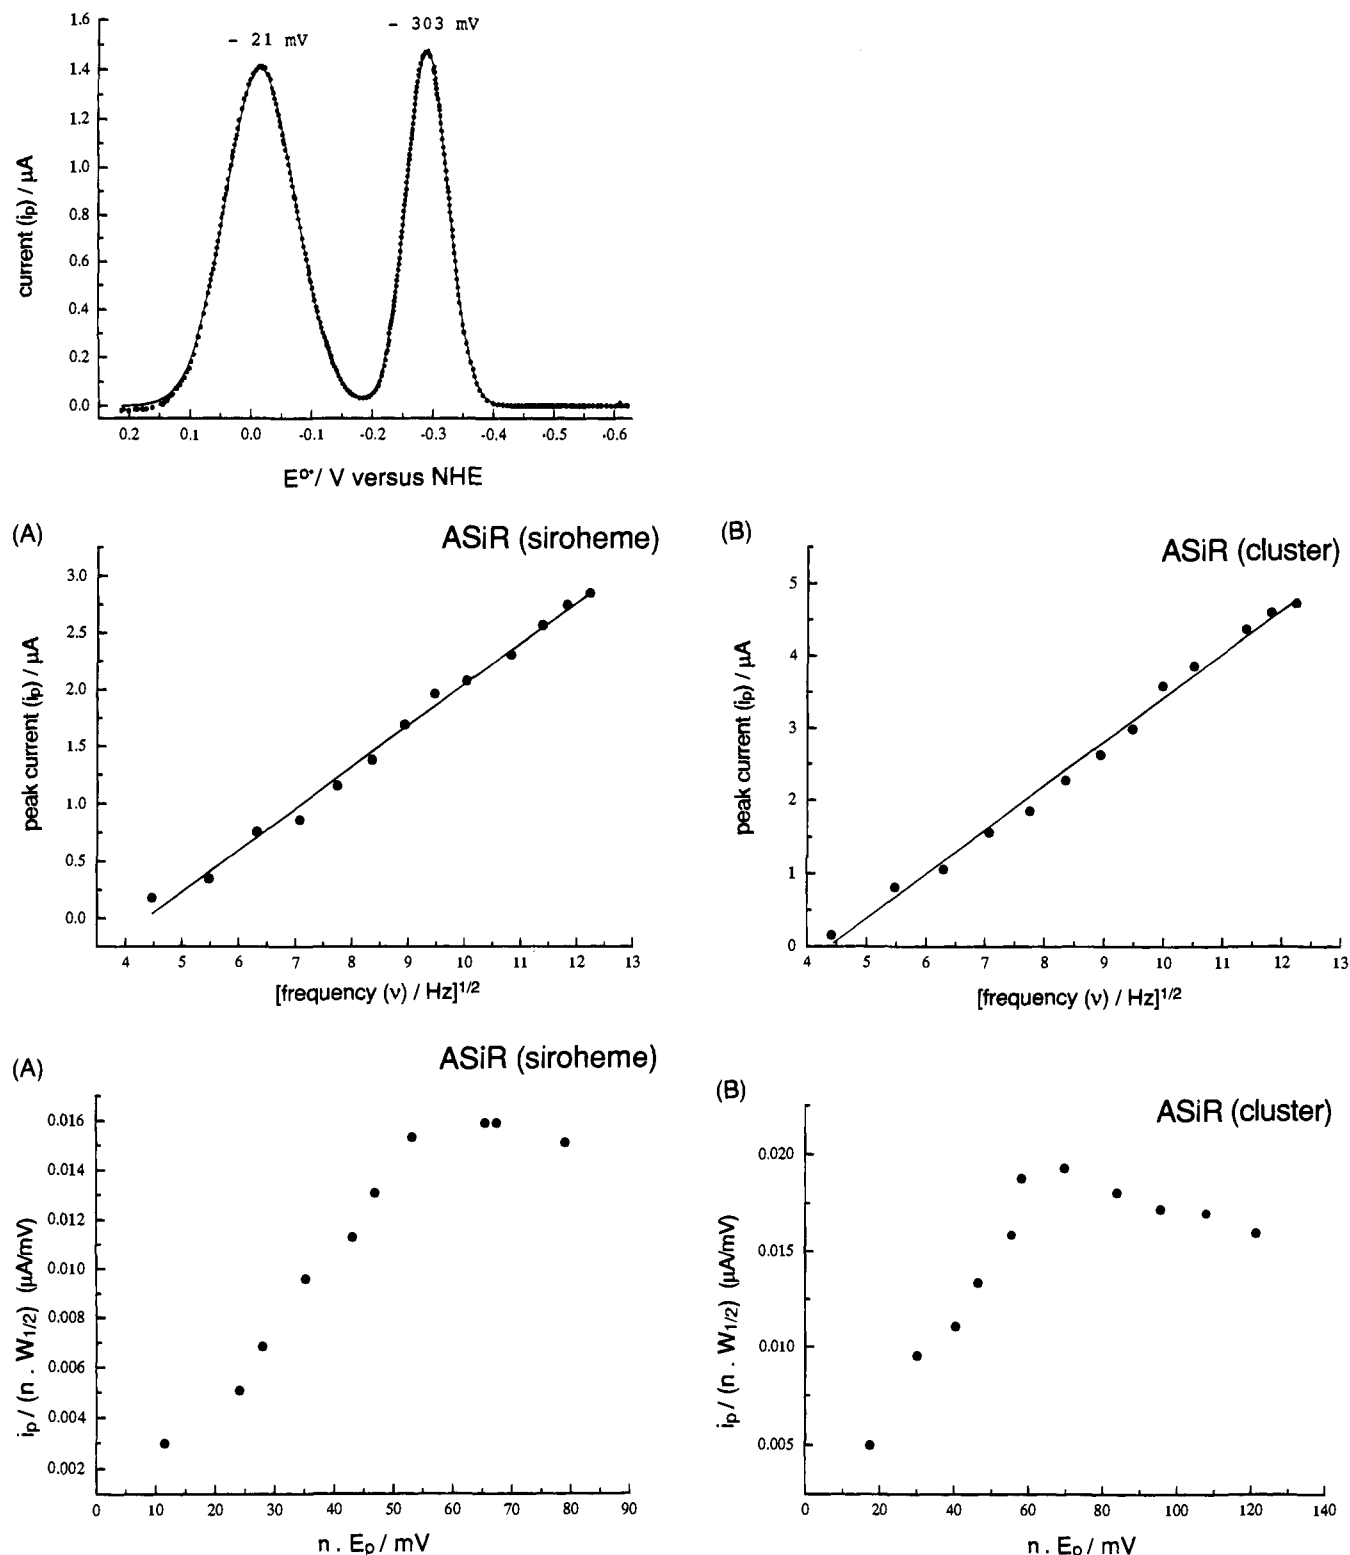 - 21 mV
- 303 mV
1.6
1.4
1.2
1.0
0.8
0.6
0.4
0.2
0.0
current (ip) / µA
0.2 0.1 0.0 -0.1 -0.2 -0.3 -0.4 -0.5 -0.6
E°'/ V versus NHE
(A)
ASiR (siroheme)
3.0
2.5
2.0
1.5
1.0
0.5
0.0
peak current (ip) / µA
4 5 6 7 8 9 10 11 12 13
[frequency (ν) / Hz]1/2
(B)
ASiR (cluster)
5
4
3
2
1
0
peak current (ip) / µA
4 5 6 7 8 9 10 11 12 13
[frequency (ν) / Hz]1/2
(A)
ASiR (siroheme)
0.016
0.014
0.012
0.010
0.008
0.006
0.004
0.002
ip / (n . W1/2) (µA/mV)
0 10 20 30 40 50 60 70 80 90
n . Ep / mV
(B)
ASiR (cluster)
0.020
0.015
0.010
0.005
ip / (n . W1/2) (µA/mV)
0 20 40 60 80 100 120 140
n . Ep / mV